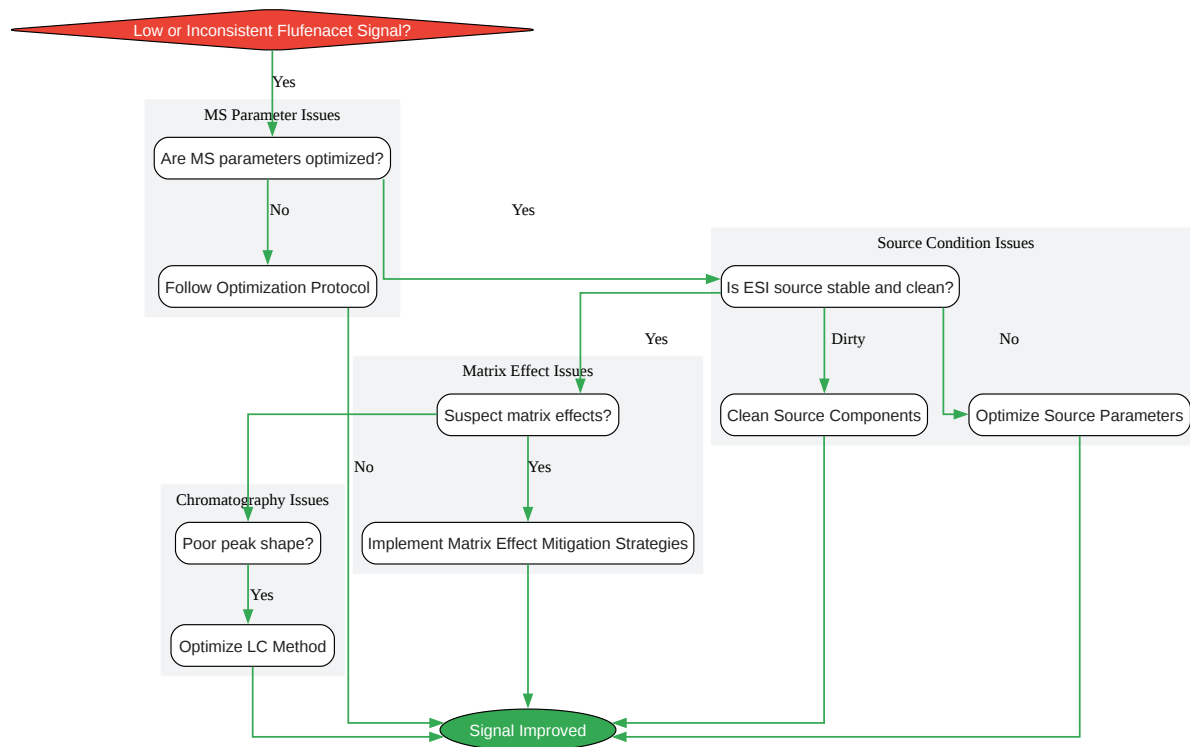 Low or Inconsistent Flufenacet Signal?
Yes
MS Parameter Issues
Are MS parameters optimized?
No
Yes
Follow Optimization Protocol
Source Condition Issues
Is ESI source stable and clean?
Yes
Dirty
No
Matrix Effect Issues
Suspect matrix effects?
Clean Source Components
Optimize Source Parameters
No
Yes
Chromatography Issues
Poor peak shape?
Implement Matrix Effect Mitigation Strategies
Yes
Optimize LC Method
Signal Improved